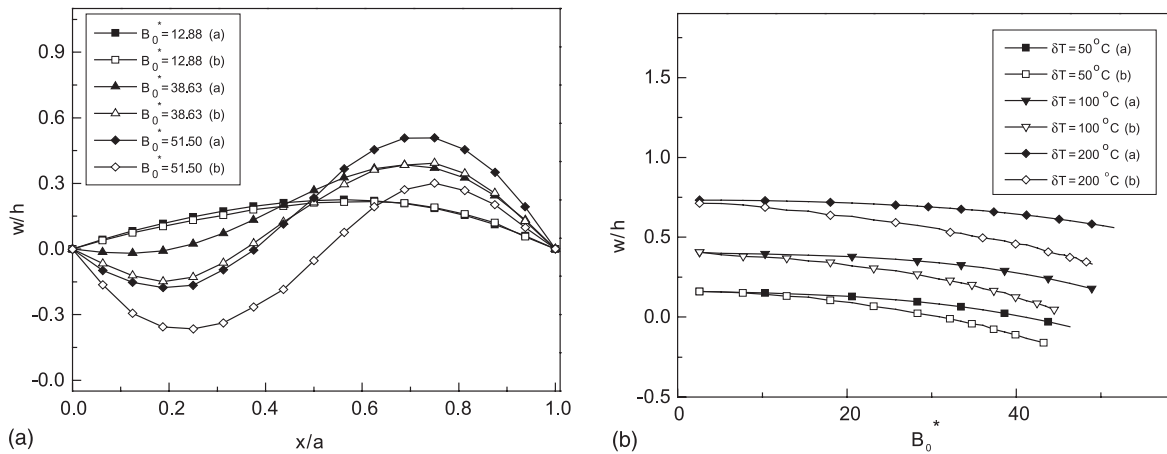 0.9
0.6
0.3
0.0
-0.3
-0.0
w/h
B0*=12.88 (a)
B0*=12.88 (b)
B0*=38.63 (a)
B0*=38.63 (b)
B0*=51.50 (a)
B0*=51.50 (b)
0.0 0.2 0.4 0.6 0.8 1.0
x/a
(a)
1.5
1.0
0.5
0.0
-0.5
w/h
δT=50°C (a)
δT=50°C (b)
δT=100°C (a)
δT=100°C (b)
δT=200°C (a)
δT=200°C (b)
0 20 40
B0*
(b)